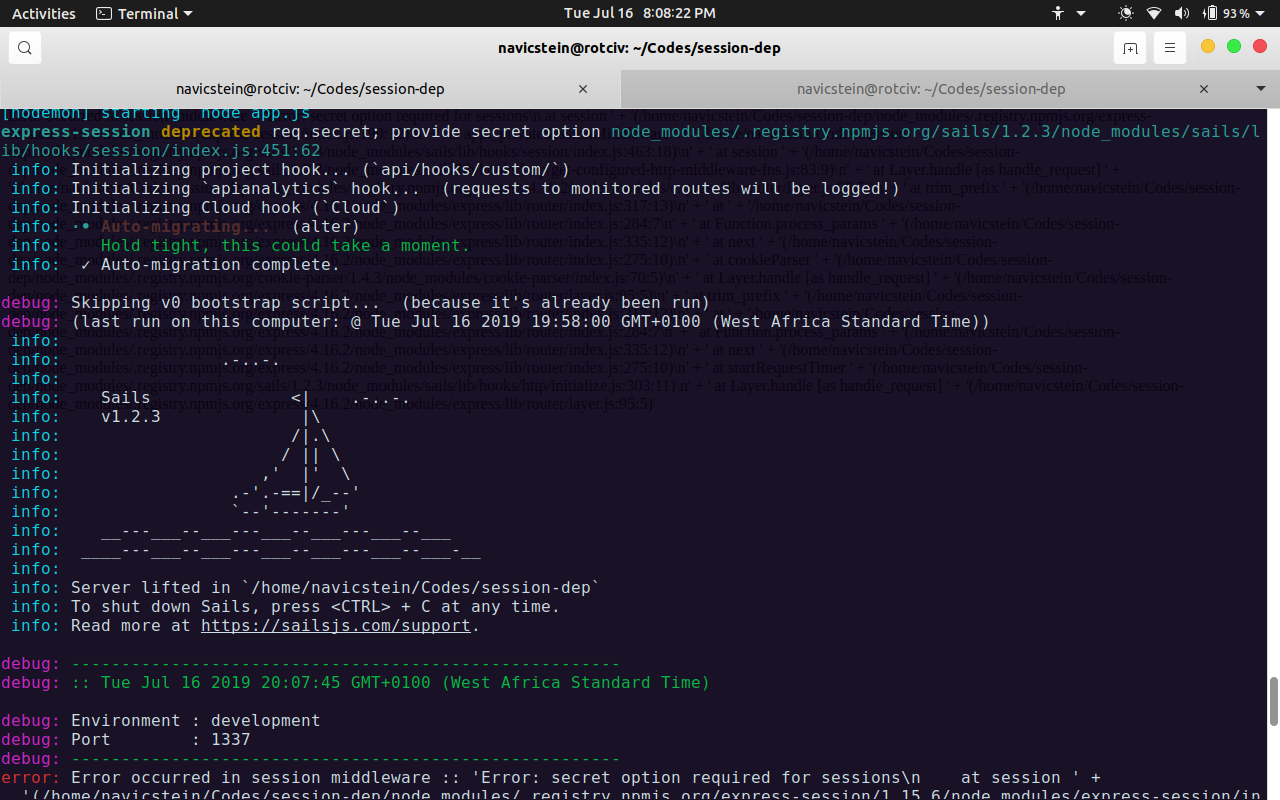 Activities Terminal Tue Jul 16 8:08:22 PM 93 %
navicstein@rotciv: ~/Codes/session-dep
navicstein@rotciv: ~/Codes/session-dep × navicstein@rotciv: ~/Codes/session-dep ×
[nodemon] starting `node app.js`
express-session deprecated req.secret; provide secret option node_modules/.registry.npmjs.org/sails/1.2.3/node_modules/sails/l
ib/hooks/session/index.js:451:62
info: Initializing project hook... (`api/hooks/custom/`)
info: Initializing `apianalytics` hook... (requests to monitored routes will be logged!)
info: Initializing Cloud hook (`Cloud`)
info: ·• Auto-migrating... (alter)
info: Hold tight, this could take a moment.
info: ✓ Auto-migration complete.
debug: Skipping v0 bootstrap script... (because it's already been run)
debug: (last run on this computer: @ Tue Jul 16 2019 19:58:00 GMT+0100 (West Africa Standard Time))
info:
info: .-..-.
info:
info: Sails <| .-..-.
info: v1.2.3 |\
info: /|.\
info: / || \
info: ,' |' \
info: .-'.-==|/_--'
info: `--'-------'
info: __---___--___---___--___---___--___
info: ____---___--___---___--___---___--___-__
info:
info: Server lifted in `/home/navicstein/Codes/session-dep`
info: To shut down Sails, press <CTRL> + C at any time.
info: Read more at https://sailsjs.com/support.
debug: -------------------------------------------------------
debug: :: Tue Jul 16 2019 20:07:45 GMT+0100 (West Africa Standard Time)
debug: Environment : development
debug: Port : 1337
debug: -------------------------------------------------------
error: Error occurred in session middleware :: 'Error: secret option required for sessions\n at session ' +
'(/home/navicstein/Codes/session-dep/node_modules/.registry.npmjs.org/express-session/1.15.6/node_modules/express-session/in